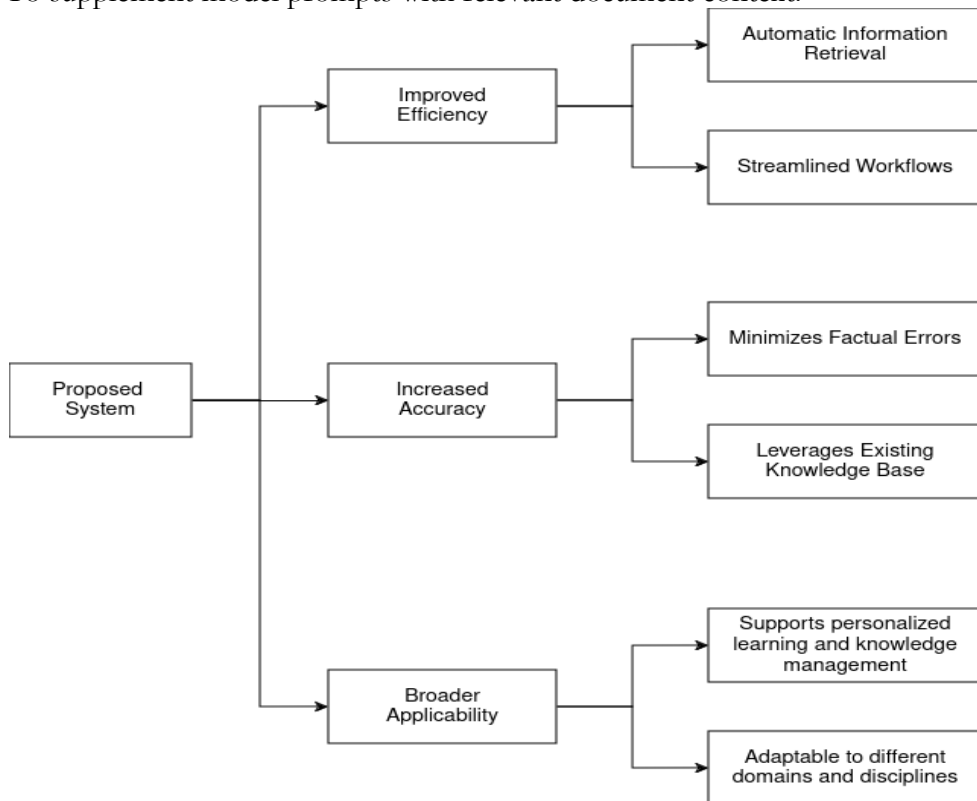 To supplement model prompts with relevant document content.
Automatic Information
Retrieval
Improved
Efficiency
Streamlined Workflows
Minimizes Factual Errors
Proposed
System
Increased
Accuracy
Leverages Existing
Knowledge Base
Supports personalized
learning and knowledge
management
Broader
Applicability
Adaptable to different
domains and disciplines